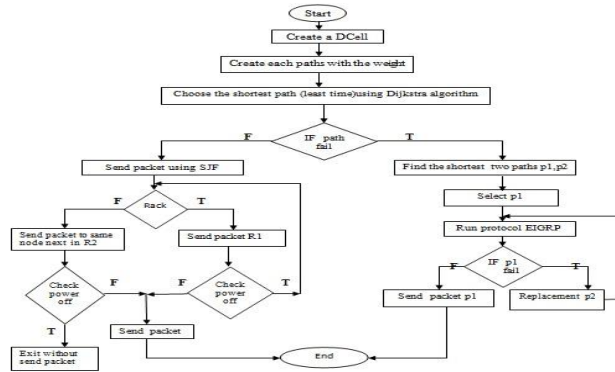 Start
Create a DCell
Create each paths with the weight
Choose the shortest path (least time)using Dijkstra algorithm
F
IF path
fail
T
Send packet using SJF
Find the shortest two paths p1,p2
Select p1
F
Rack
T
Send packet to same
node next in R2
Send packet R1
Run protocol EIGRP
Check
power
off
F
F
Check
power
off
T
F
IF p1
fail
T
Send packet p1
Replacement p2
T
Send packet
Exit without
send packet
End